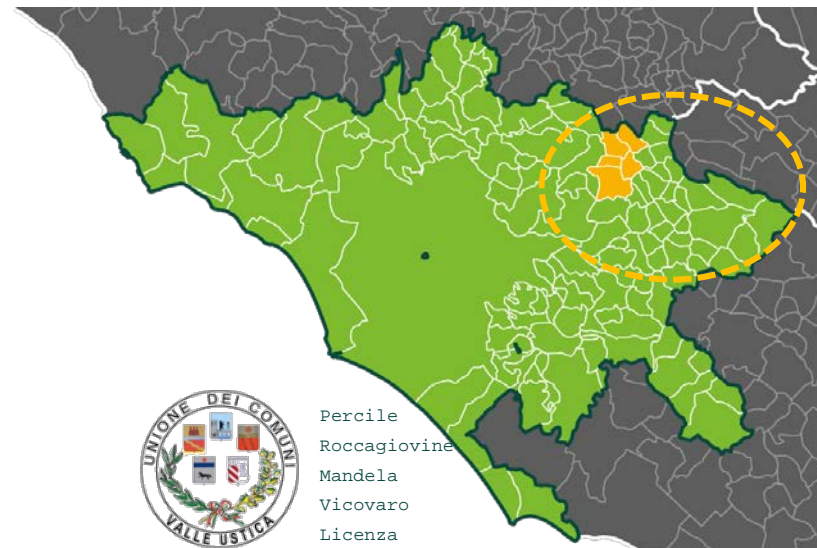 UNIONE DEI COMUNI
VALLE USTICA
Percile
Roccagiovine
Mandela
Vicovaro
Licenza